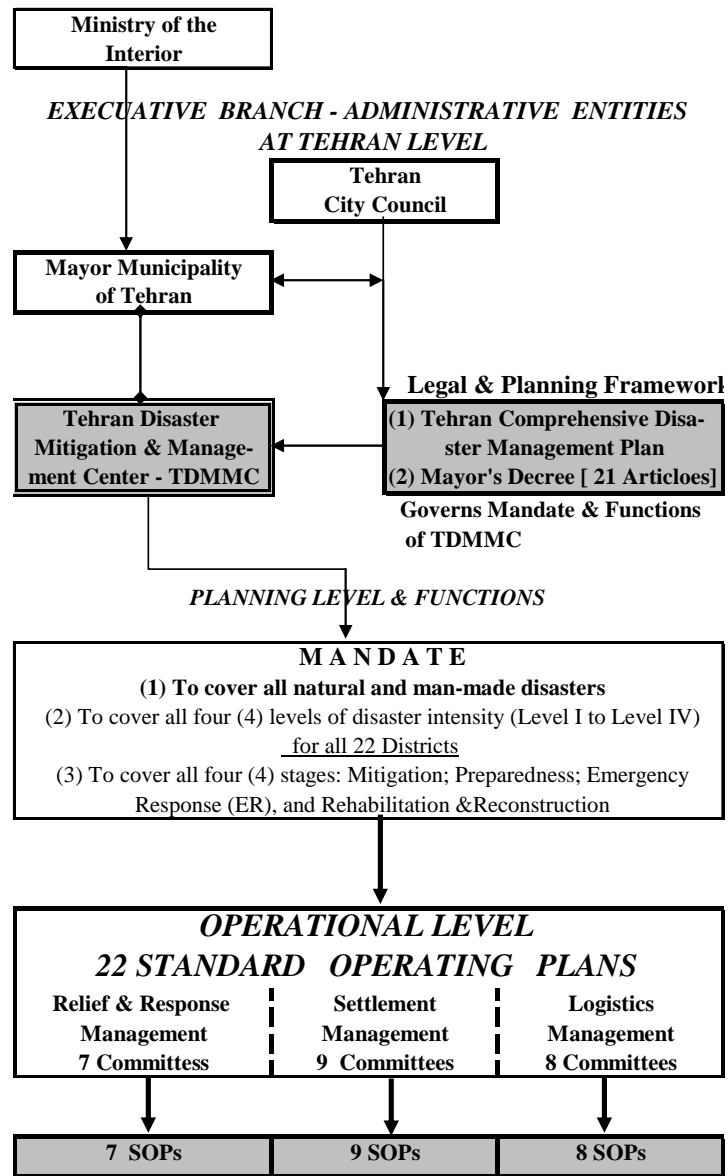 Ministry of the
Interior
EXECUATIVE BRANCH - ADMINISTRATIVE ENTITIES
AT TEHRAN LEVEL
Tehran
City Council
Mayor Municipality
of Tehran
Legal & Planning Framework
Tehran Disaster
Mitigation & Manage-
ment Center - TDMMC
(1) Tehran Comprehensive Disa-
ster Management Plan
(2) Mayor's Decree [ 21 Articloes]
Governs Mandate & Functions
of TDMMC
PLANNING LEVEL & FUNCTIONS
M A N D A T E
(1) To cover all natural and man-made disasters
(2) To cover all four (4) levels of disaster intensity (Level I to Level IV)
for all 22 Districts
(3) To cover all four (4) stages: Mitigation; Preparedness; Emergency
Response (ER), and Rehabilitation &Reconstruction
OPERATIONAL LEVEL
22 STANDARD OPERATING PLANS
Relief & Response
Management
7 Committess
Settlement
Management
9 Committees
Logistics
Management
8 Committees
7 SOPs
9 SOPs
8 SOPs